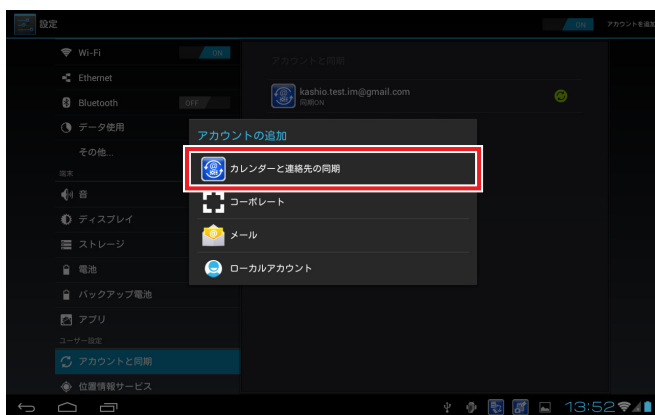 設定
ON
アカウントを追加
Wi-Fi
ON
Ethernet
Bluetooth
OFF
データ使用
その他...
端末
音
ディスプレイ
ストレージ
電池
バックアップ電池
アプリ
ユーザー設定
アカウントと同期
位置情報サービス
アカウントと同期
kashio.test.im@gmail.com
同期ON
アカウントの追加
カレンダーと連絡先の同期
コーポレート
メール
ローカルアカウント
13:52